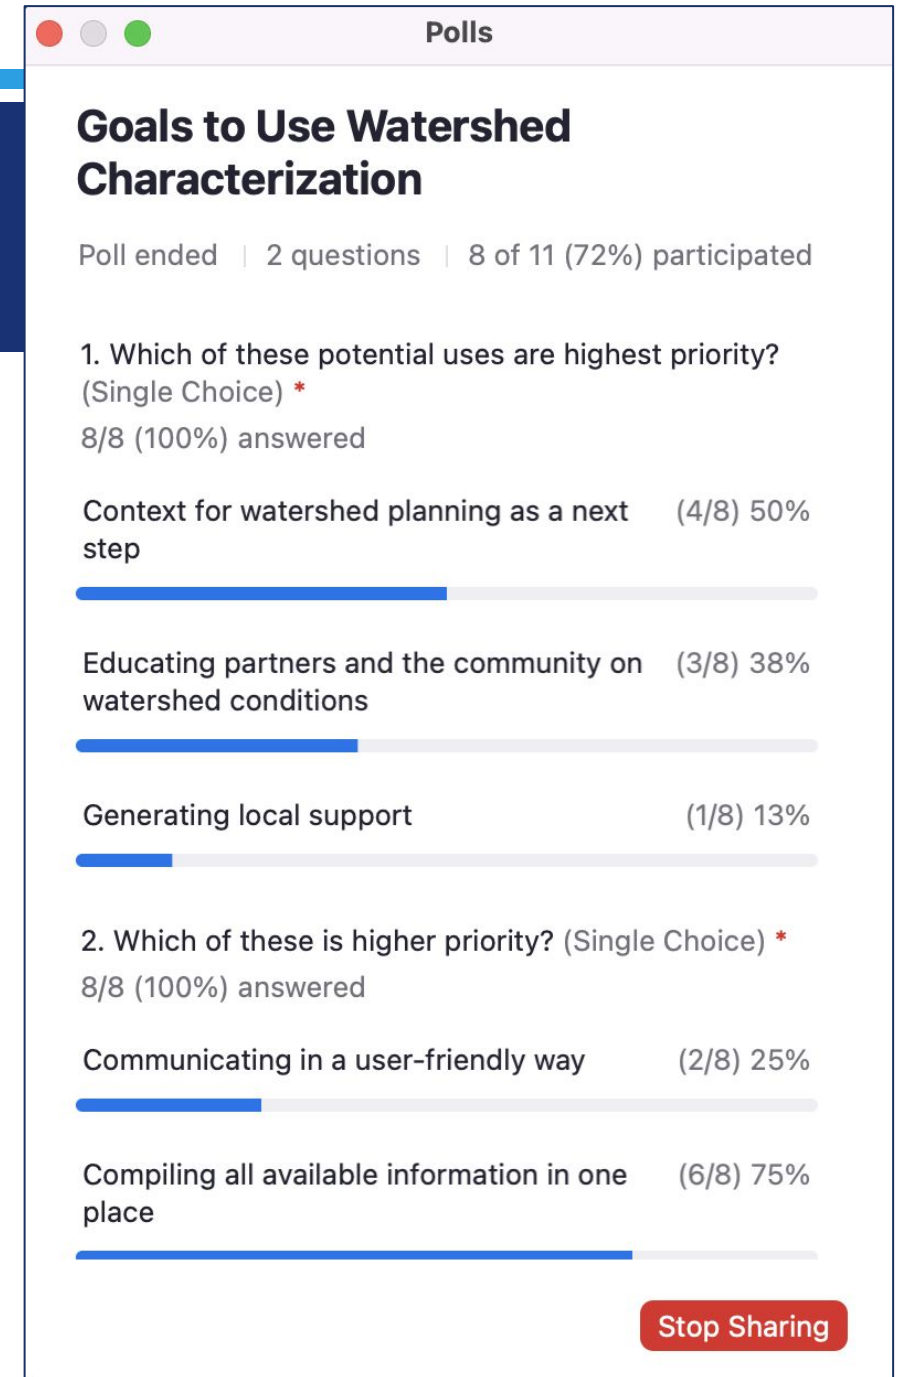 Polls
Goals to Use Watershed
Characterization
Poll ended | 2 questions | 8 of 11 (72%) participated
1. Which of these potential uses are highest priority?
(Single Choice) *
8/8 (100%) answered
Context for watershed planning as a next (4/8) 50%
step
Educating partners and the community on (3/8) 38%
watershed conditions
Generating local support (1/8) 13%
2. Which of these is higher priority? (Single Choice) *
8/8 (100%) answered
Communicating in a user-friendly way (2/8) 25%
Compiling all available information in one (6/8) 75%
place
Stop Sharing